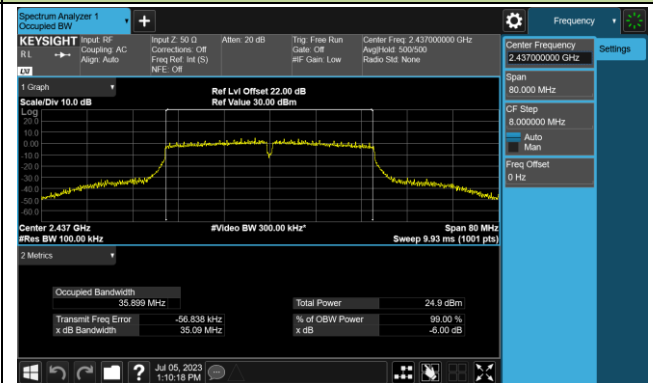 Spectrum Analyzer 1
Occupied BW
Frequency
KEYSIGHT
RL
LXI
Input: RF
Coupling: AC
Align: Auto
Input Z: 50 Ω
Corrections: Off
Freq Ref: Int (S)
NFE: Off
Atten: 20 dB
Trig: Free Run
Gate: Off
#IF Gain: Low
Center Freq: 2.437000000 GHz
Avg|Hold: 500/500
Radio Std: None
Center Frequency
2.437000000 GHz
Settings
Span
80.000 MHz
CF Step
8.000000 MHz
Auto
Man
Freq Offset
0 Hz
1 Graph
Scale/Div 10.0 dB
Ref Lvl Offset 22.00 dB
Ref Value 30.00 dBm
Log
20.0
10.0
0.00
-10.0
-20.0
-30.0
-40.0
-50.0
-60.0
Center 2.437 GHz
#Res BW 100.00 kHz
#Video BW 300.00 kHz*
Span 80 MHz
Sweep 9.93 ms (1001 pts)
2 Metrics
Occupied Bandwidth
35.899 MHz
Total Power 24.9 dBm
Transmit Freq Error -56.838 kHz
% of OBW Power 99.00 %
x dB Bandwidth 35.09 MHz
x dB -6.00 dB
?
Jul 05, 2023
1:10:18 PM